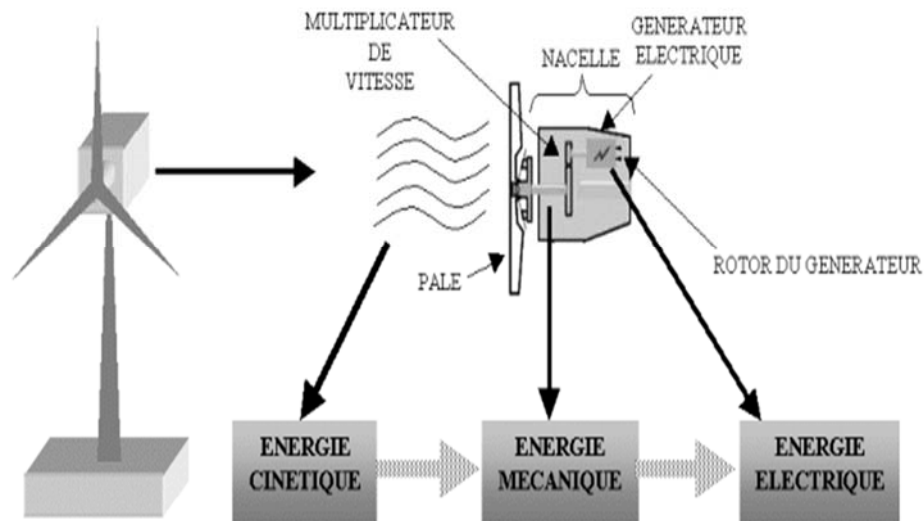 MULTIPLICATEUR
DE
VITESSE
GENERATEUR
ELECTRIQUE
NACELLE
PALE
ROTOR DU GENERATEUR
ENERGIE
CINETIQUE
ENERGIE
MECANIQUE
ENERGIE
ELECTRIQUE